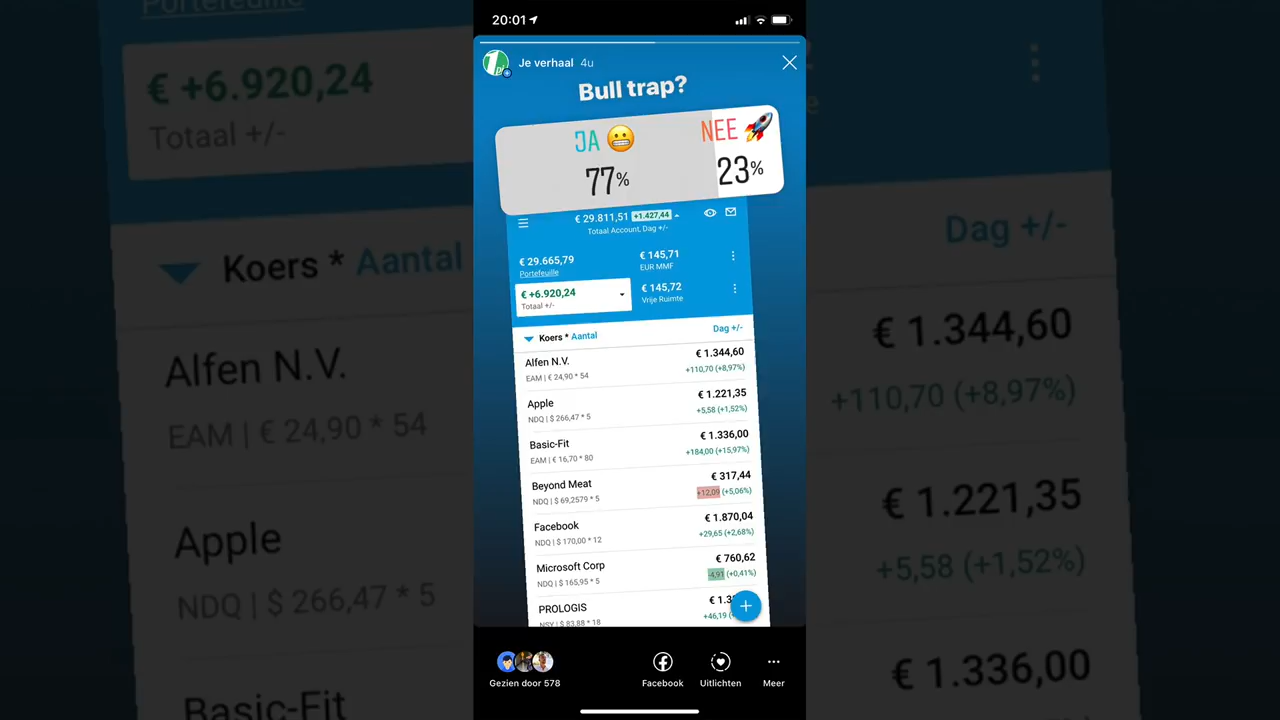 20:01
Je verhaal 4u
Bull trap?
JA 😬 NEE 🚀
77% 23%
€ 29.811,51 +1.427,44
Totaal Account, Dag +/-
€ 29.665,79 € 145,71
Portefeuille EUR MMF
€ +6.920,24 € 145,72
Totaal +/- Vrije Ruimte
Koers * Aantal Dag +/-
Alfen N.V. € 1.344,60
EAM | € 24,90 * 54 +110,70 (+8,97%)
Apple € 1.221,35
NDQ | $ 266,47 * 5 +5,58 (+1,52%)
Basic-Fit € 1.336,00
EAM | € 16,70 * 80 +184,00 (+15,97%)
Beyond Meat € 317,44
NDQ | $ 69,2579 * 5 +12,09 (+5,06%)
Facebook € 1.870,04
NDQ | $ 170,00 * 12 +29,65 (+2,68%)
Microsoft Corp € 760,62
NDQ | $ 165,95 * 5 -4,91 (+0,41%)
PROLOGIS € 1.3
NSY | $ 83,88 * 18 +46,19
Gezien door 578 Facebook Uitlichten Meer
Portefeuille
€ +6.920,24
Totaal +/-
Koers * Aantal
Alfen N.V.
EAM | € 24,90 * 54
Apple
NDQ | $ 266,47 * 5
Basic-Fit
Dag +/-
€ 1.344,60
+110,70 (+8,97%)
€ 1.221,35
+5,58 (+1,52%)
€ 1.336,00